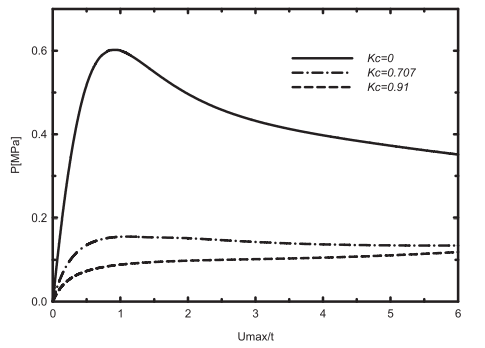 0.6
Kc=0
Kc=0.707
Kc=0.91
0.4
P[MPa]
0.2
0.0
0 1 2 3 4 5 6
Umax/t